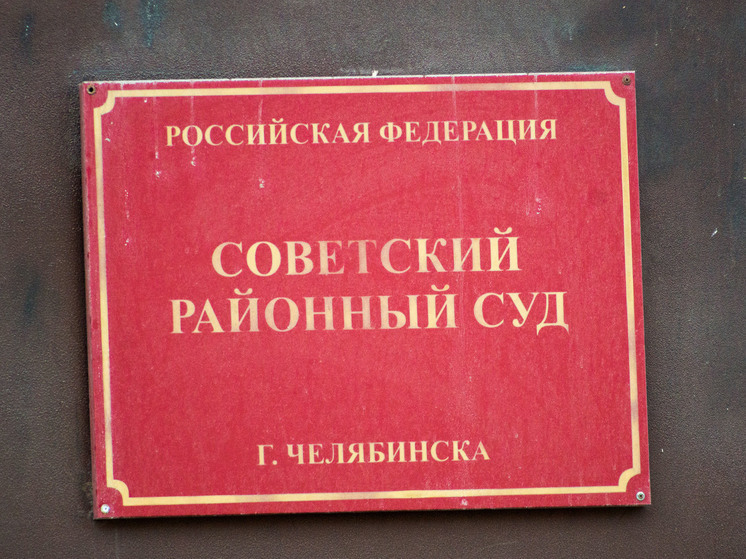 РОССИЙСКАЯ ФЕДЕРАЦИЯ
СОВЕТСКИЙ
РАЙОННЫЙ СУД
Г. ЧЕЛЯБИНСКА